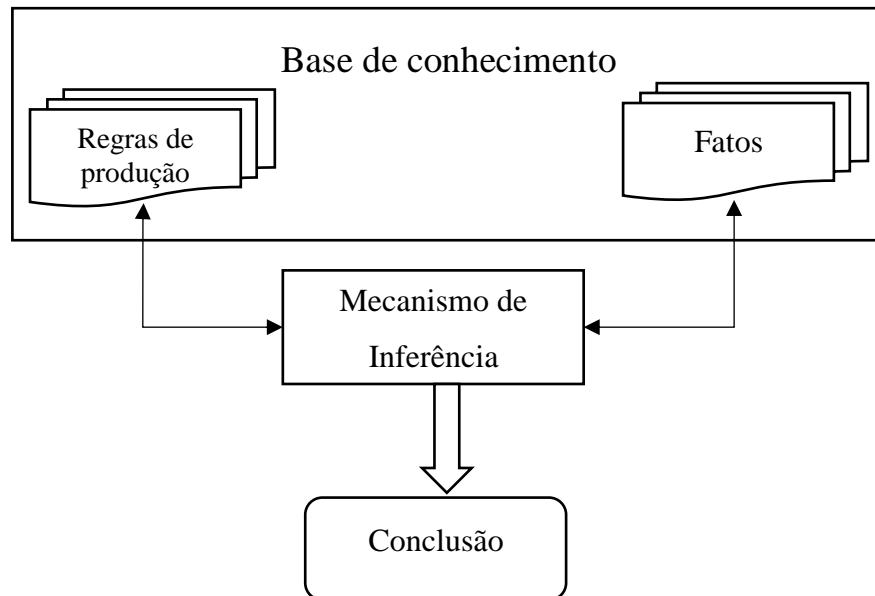 Base de conhecimento
Regras de
produção
Fatos
Mecanismo de
Inferência
Conclusão